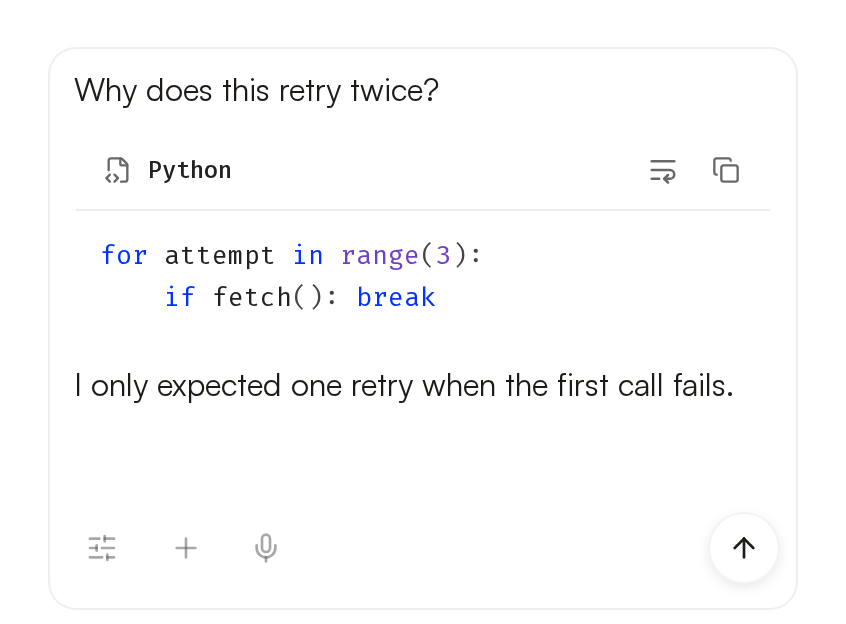 Why does this retry twice?
Python
for attempt in range(3):
    if fetch(): break
I only expected one retry when the first call fails.